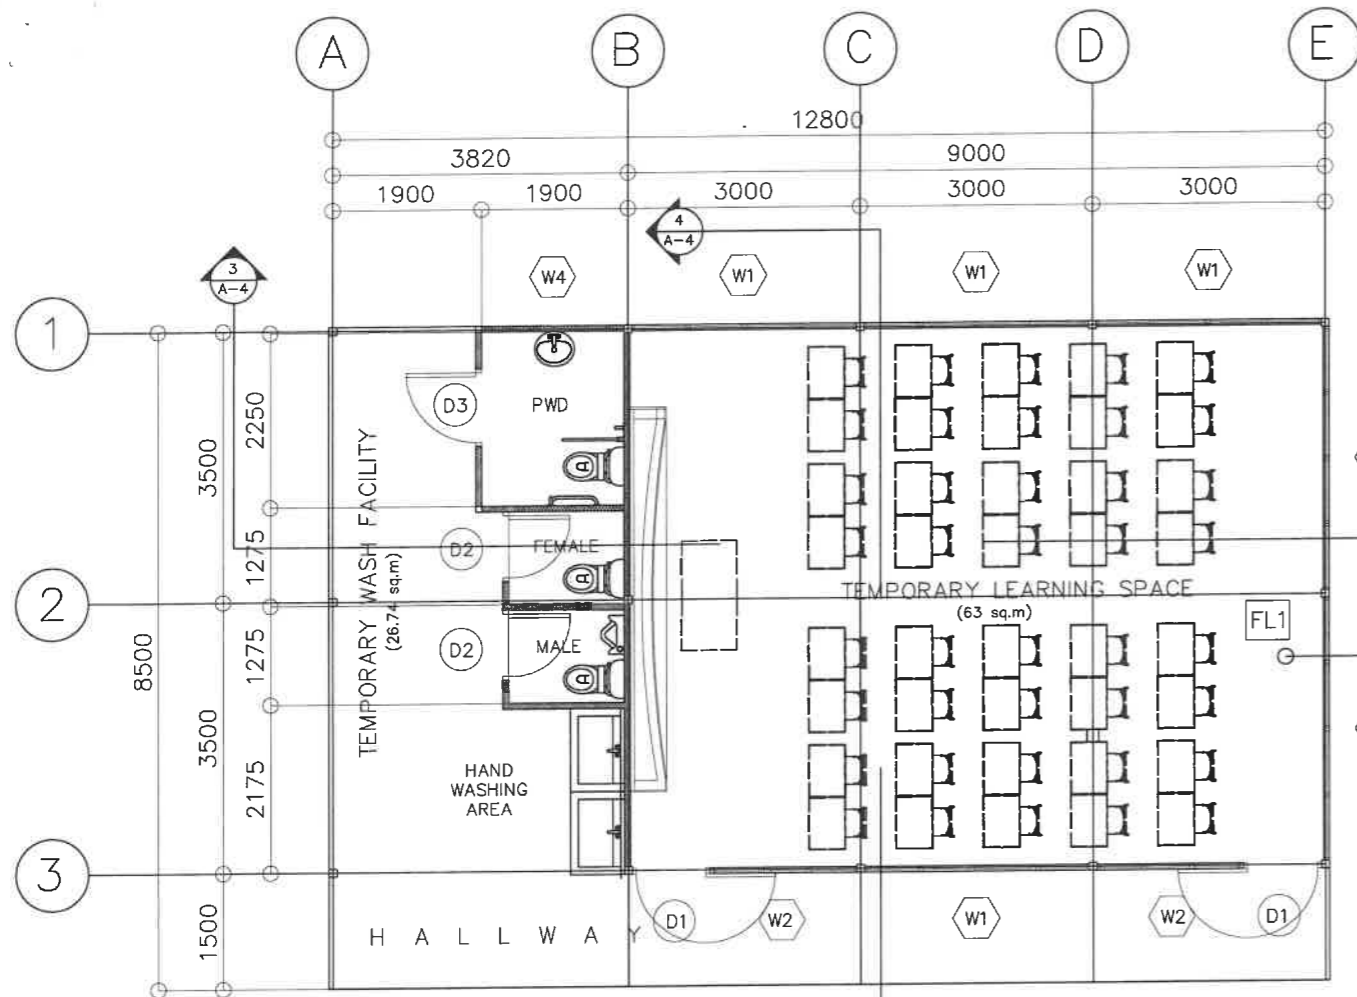 A
B
C
D
E
12800
3820
9000
1900
1900
3000
3000
3000
3
A-4
4
A-4
W4
W1
W1
W1
1
2
3
2250
3500
1275
1275
8500
3500
2175
1500
D3
PWD
TEMPORARY WASH FACILITY
(26.74 sq.m)
D2
FEMALE
D2
MALE
HAND
WASHING
AREA
TEMPORARY LEARNING SPACE
(63 sq.m)
FL1
HALLWAY
D1
W2
W1
W2
D1